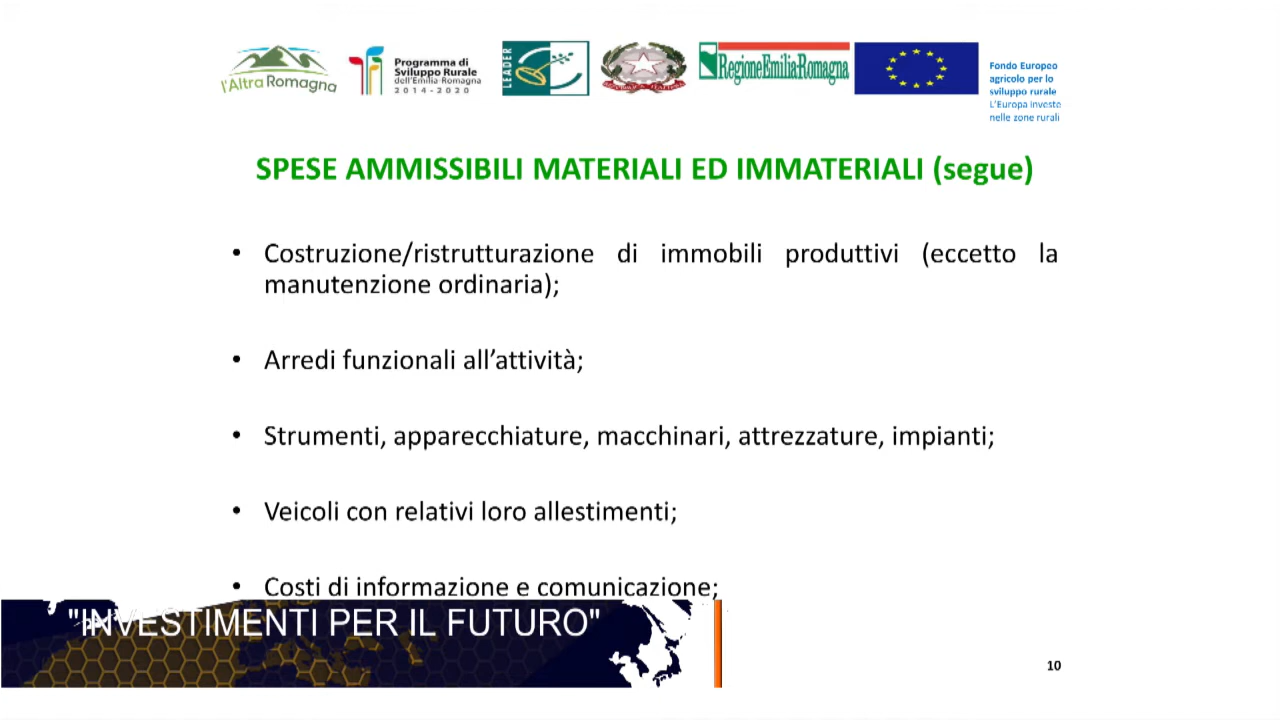 l'AltraRomagna
Programma di
Sviluppo Rurale
dell'Emilia-Romagna
2014-2020
LEADER
RegioneEmilia-Romagna
Fondo Europeo
agricolo per lo
sviluppo rurale
L'Europa investe
nelle zone rurali
SPESE AMMISSIBILI MATERIALI ED IMMATERIALI (segue)
• Costruzione/ristrutturazione di immobili produttivi (eccetto la
manutenzione ordinaria);
• Arredi funzionali all'attività;
• Strumenti, apparecchiature, macchinari, attrezzature, impianti;
• Veicoli con relativi loro allestimenti;
• Costi di informazione e comunicazione;
"INVESTIMENTI PER IL FUTURO"
10